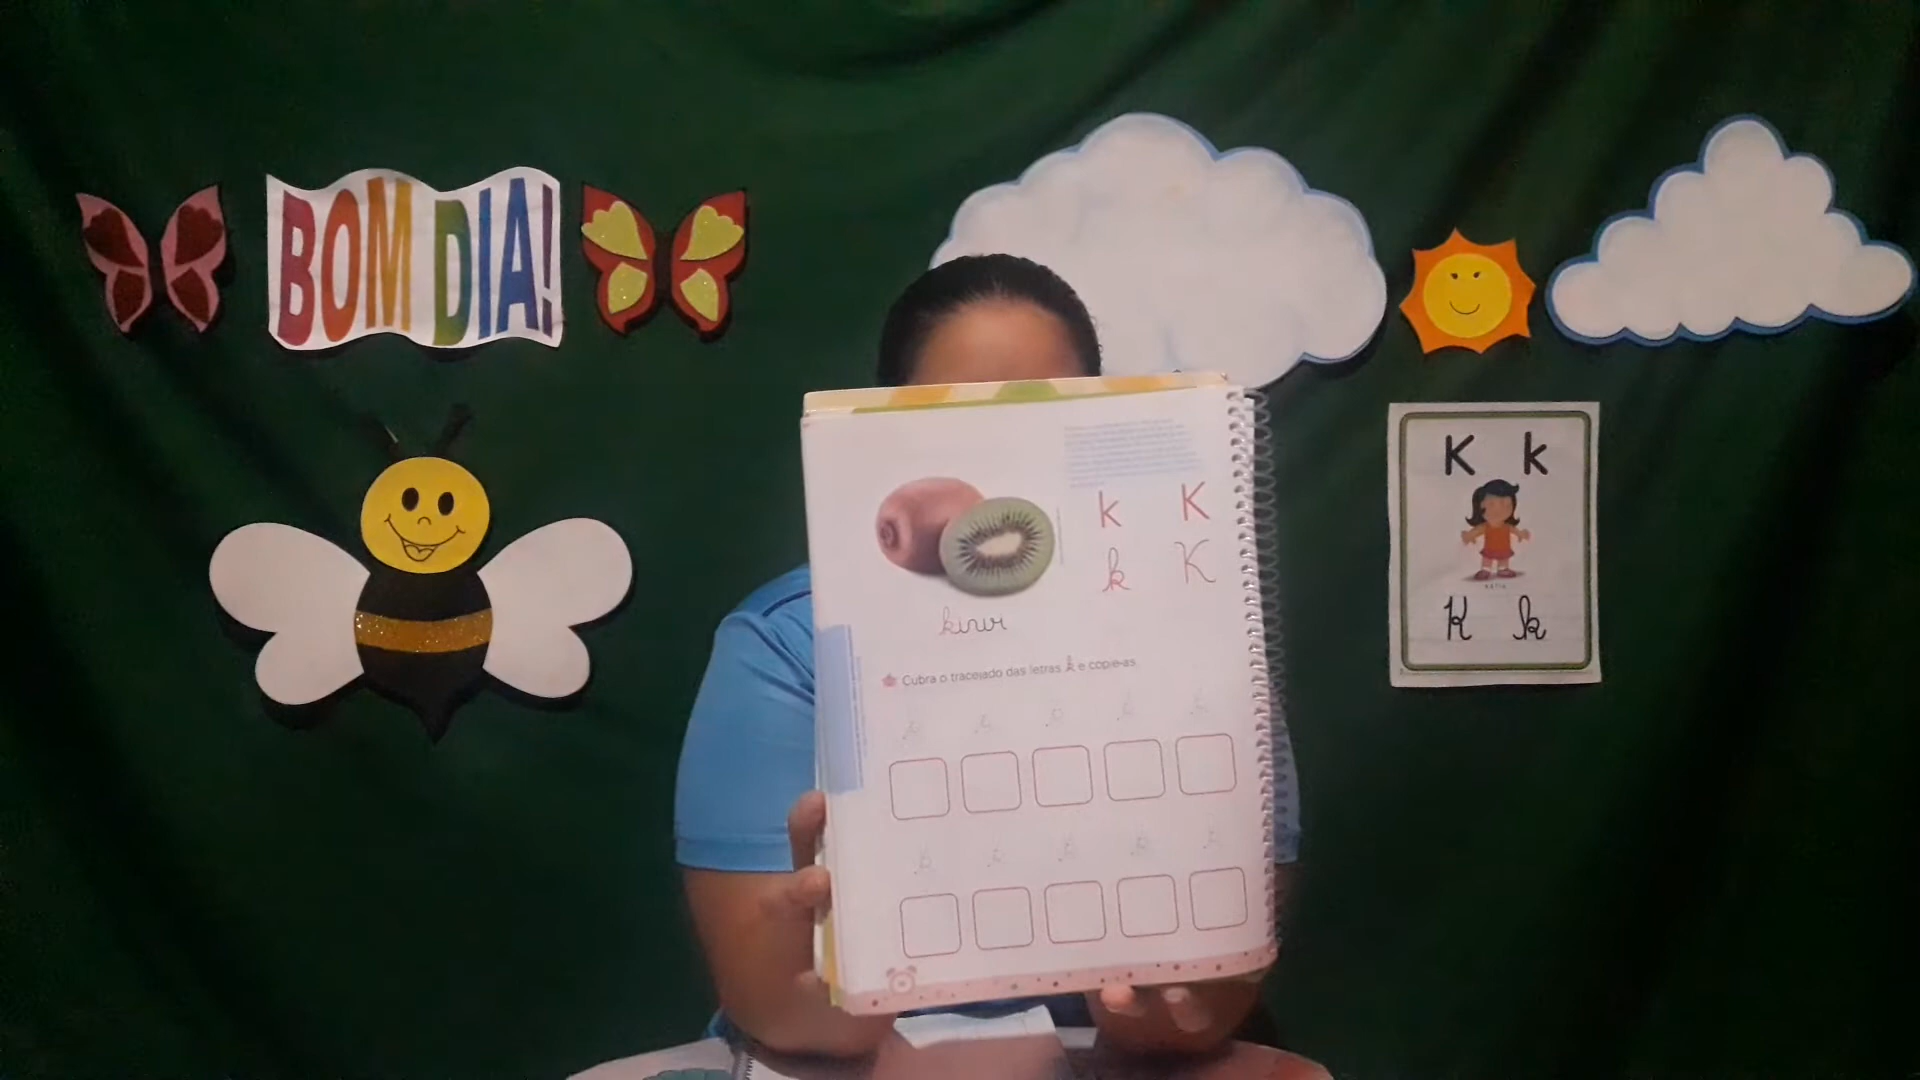 BOM DIA!
K k
K k
k K
k K
kiwi
Cubra o tracejado das letras k e copie-as.